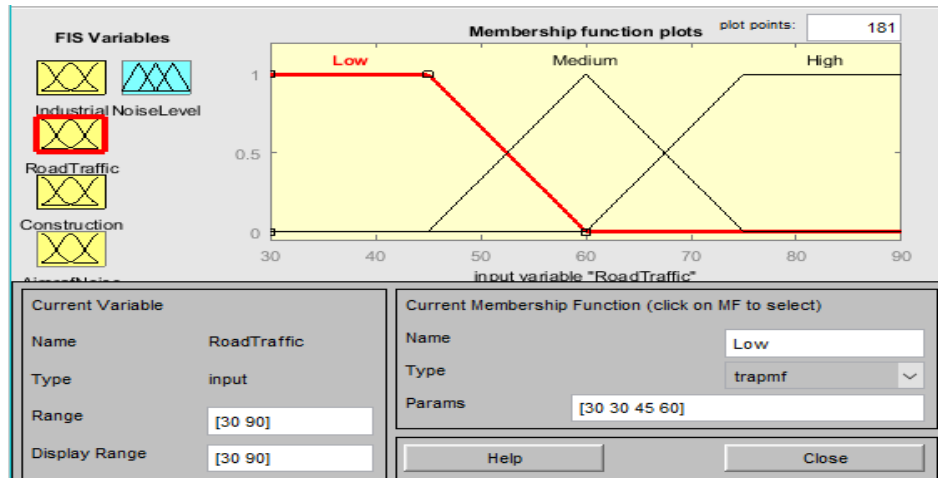 FIS Variables
Industrial NoiseLevel
RoadTraffic
Construction
AircrafNoise
Membership function plots plot points: 181
Low Medium High
1
0.5
0
30 40 50 60 70 80 90
input variable "RoadTraffic"
Current Variable
Name RoadTraffic
Type input
Range [30 90]
Display Range [30 90]
Current Membership Function (click on MF to select)
Name Low
Type trapmf
Params [30 30 45 60]
Help Close